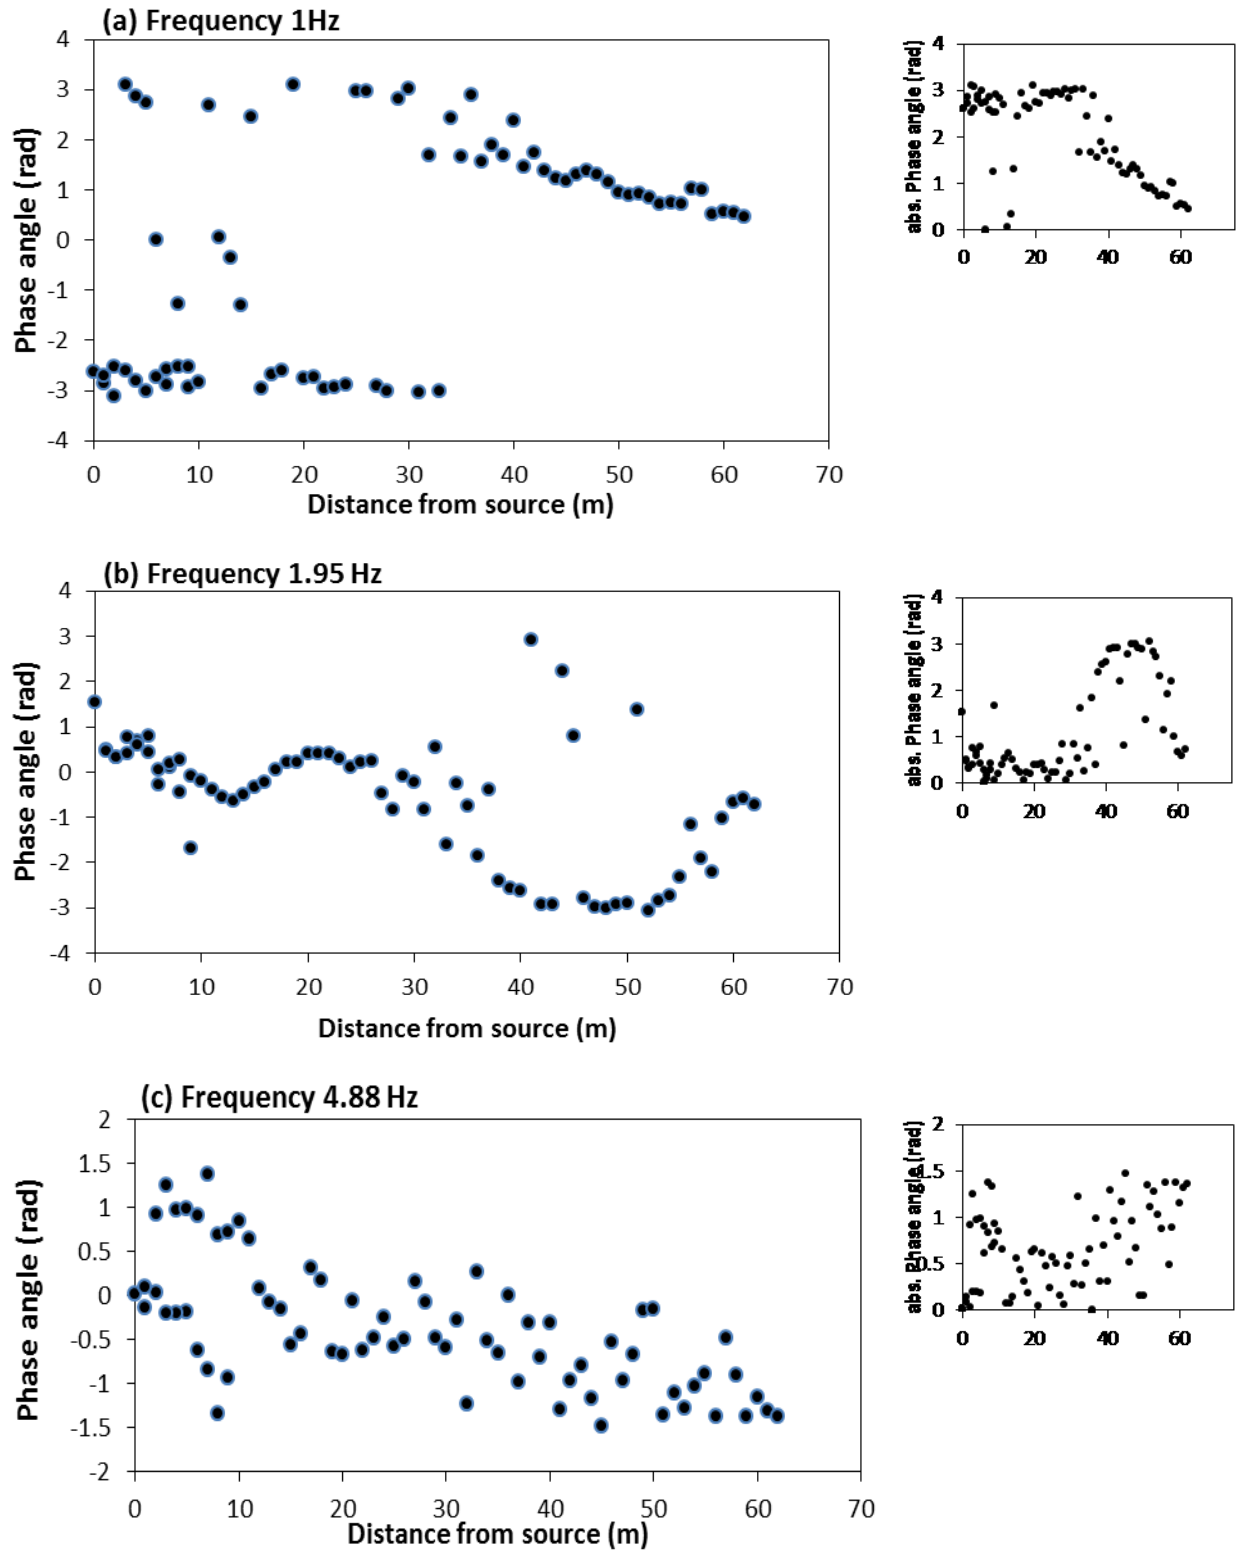 (a) Frequency 1Hz
4
3
2
1
0
-1
-2
-3
-4
Phase angle (rad)
0 10 20 30 40 50 60 70
Distance from source (m)
4
3
2
1
0
abs. Phase angle (rad)
0 20 40 60
(b) Frequency 1.95 Hz
4
3
2
1
0
-1
-2
-3
-4
Phase angle (rad)
0 10 20 30 40 50 60 70
Distance from source (m)
4
3
2
1
0
abs. Phase angle (rad)
0 20 40 60
(c) Frequency 4.88 Hz
2
1.5
1
0.5
0
-0.5
-1
-1.5
-2
Phase angle (rad)
0 10 20 30 40 50 60 70
Distance from source (m)
2
1.5
1
0.5
0
abs. Phase angle (rad)
0 20 40 60